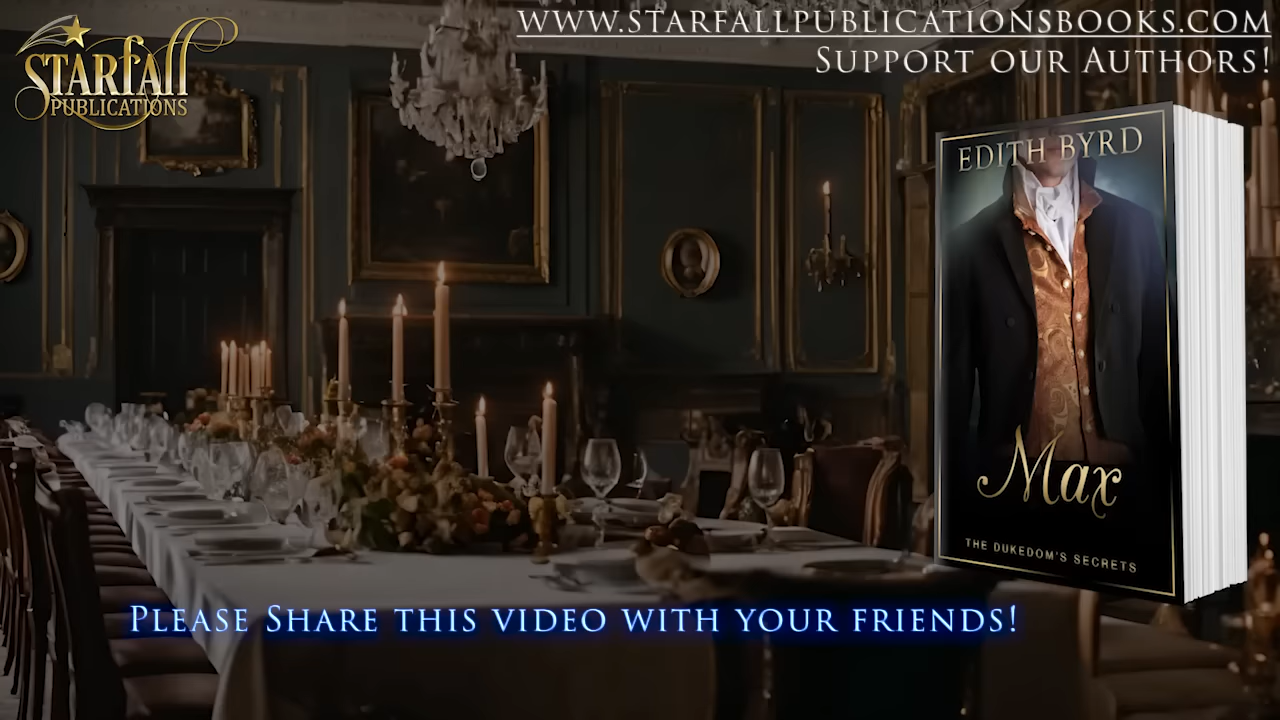 STARfall
PUBLICATIONS
WWW.STARFALLPUBLICATIONSBOOKS.COM
SUPPORT OUR AUTHORS!
EDITH BYRD
Max
THE DUKEDOM'S SECRETS
PLEASE SHARE THIS VIDEO WITH YOUR FRIENDS!